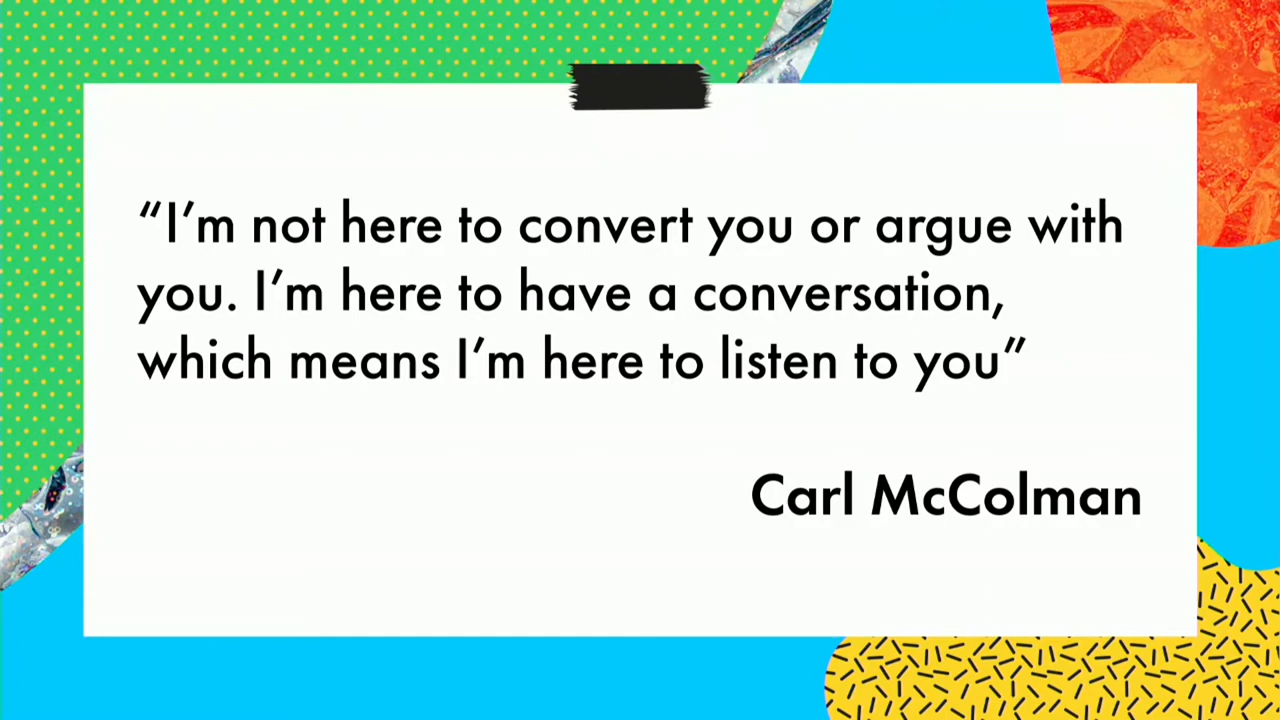 “I’m not here to convert you or argue with
you. I’m here to have a conversation,
which means I’m here to listen to you”
Carl McColman